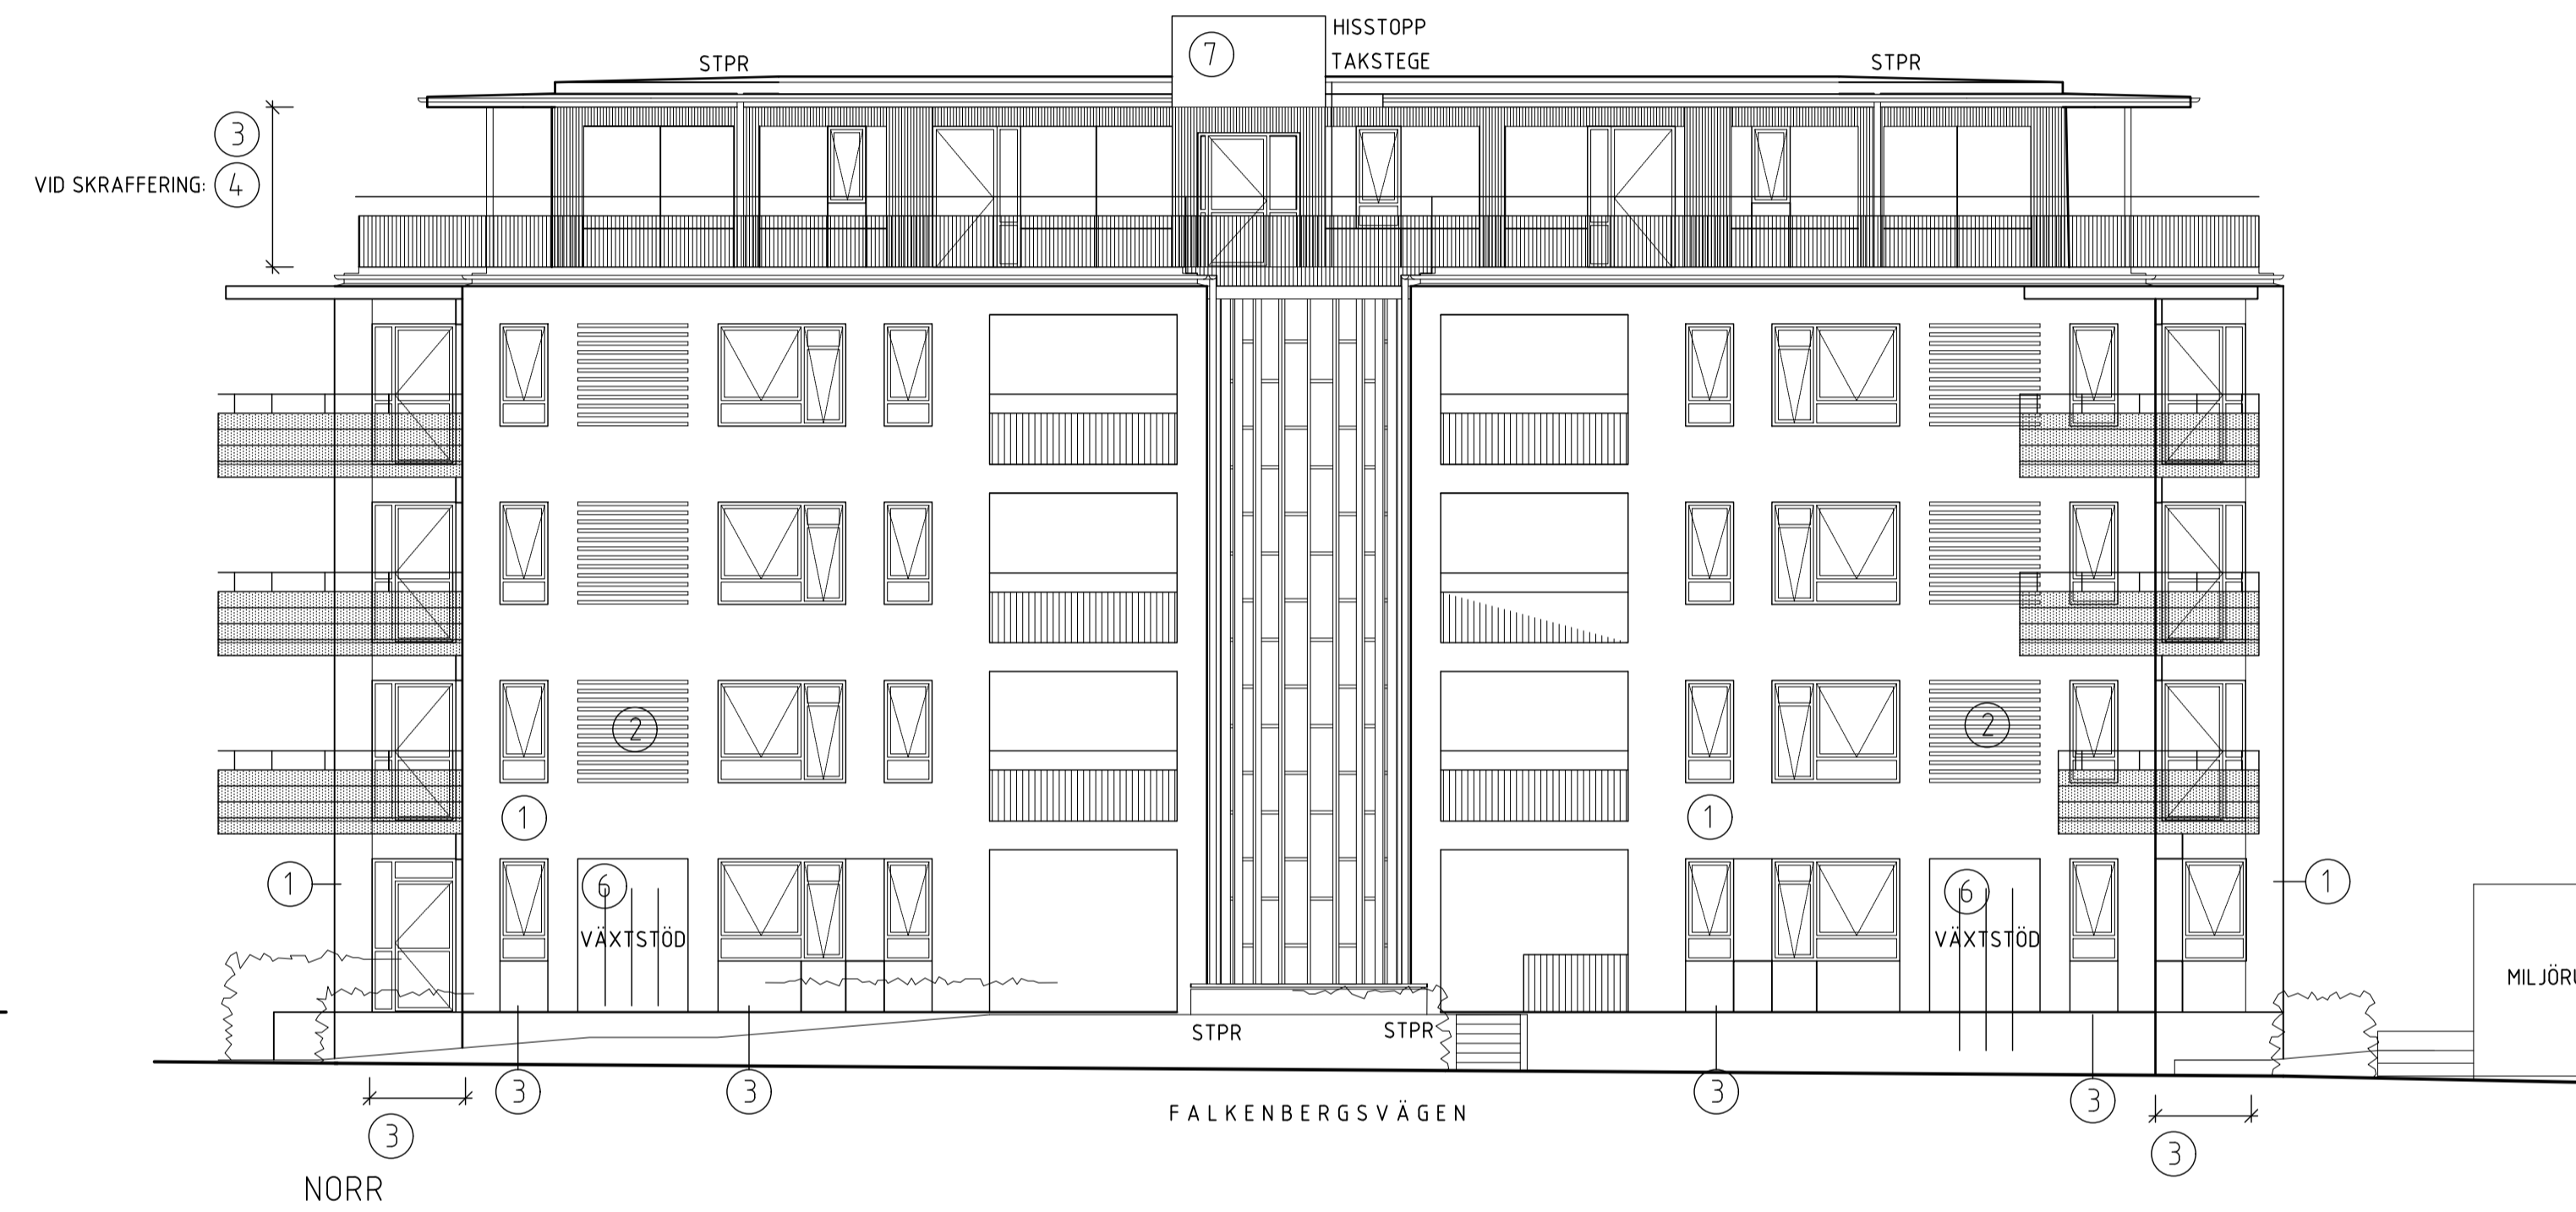 HISSTOPP
7
TAKSTEGE
STPR
STPR
3
VID SKRAFFERING: 4
2
2
1
1
1
1
6
6
VÄXTSTÖD
VÄXTSTÖD
MILJÖRU
STPR
STPR
3
3
3
3
FALKENBERGSVÄGEN
3
3
NORR